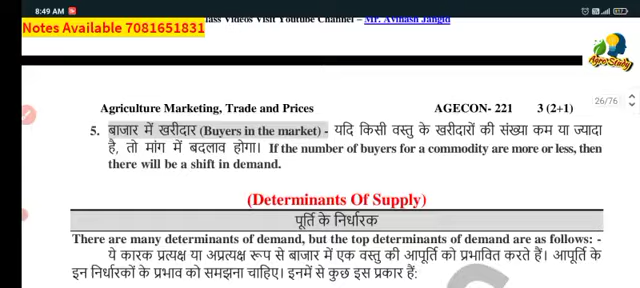 8:49 AM
Notes Available 7081651831
lass Videos Visit Youtube Channel – Mr. Avinash Jangid
Agro Study
Agriculture Marketing, Trade and Prices AGECON- 221 3 (2+1)
26/76
5. बाजार में खरीदार (Buyers in the market) - यदि किसी वस्तु के खरीदारों की संख्या कम या ज्यादा
है, तो मांग में बदलाव होगा। If the number of buyers for a commodity are more or less, then
there will be a shift in demand.
(Determinants Of Supply)
पूर्ति के निर्धारक
There are many determinants of demand, but the top determinants of demand are as follows: -
ये कारक प्रत्यक्ष या अप्रत्यक्ष रूप से बाजार में एक वस्तु की आपूर्ति को प्रभावित करते हैं। आपूर्ति के
इन निर्धारकों के प्रभाव को समझना चाहिए। इनमें से कुछ इस प्रकार हैं: